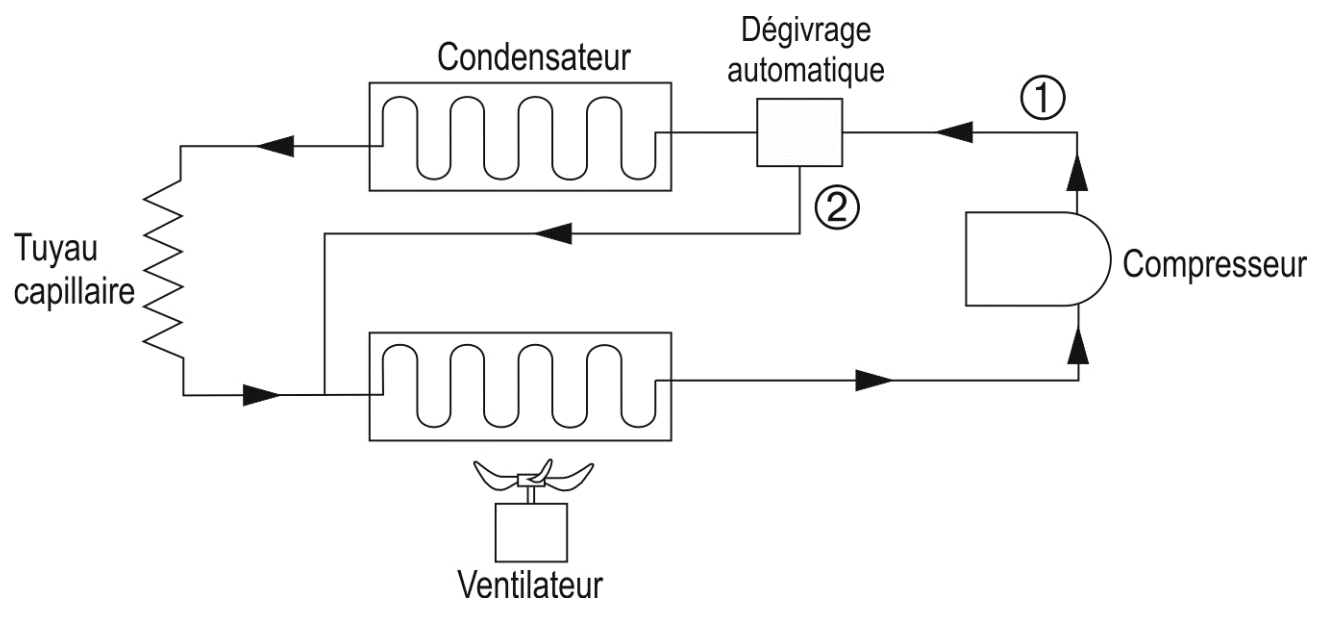 Dégivrage
automatique
Condensateur
①
②
Tuyau
capillaire
Compresseur
Ventilateur